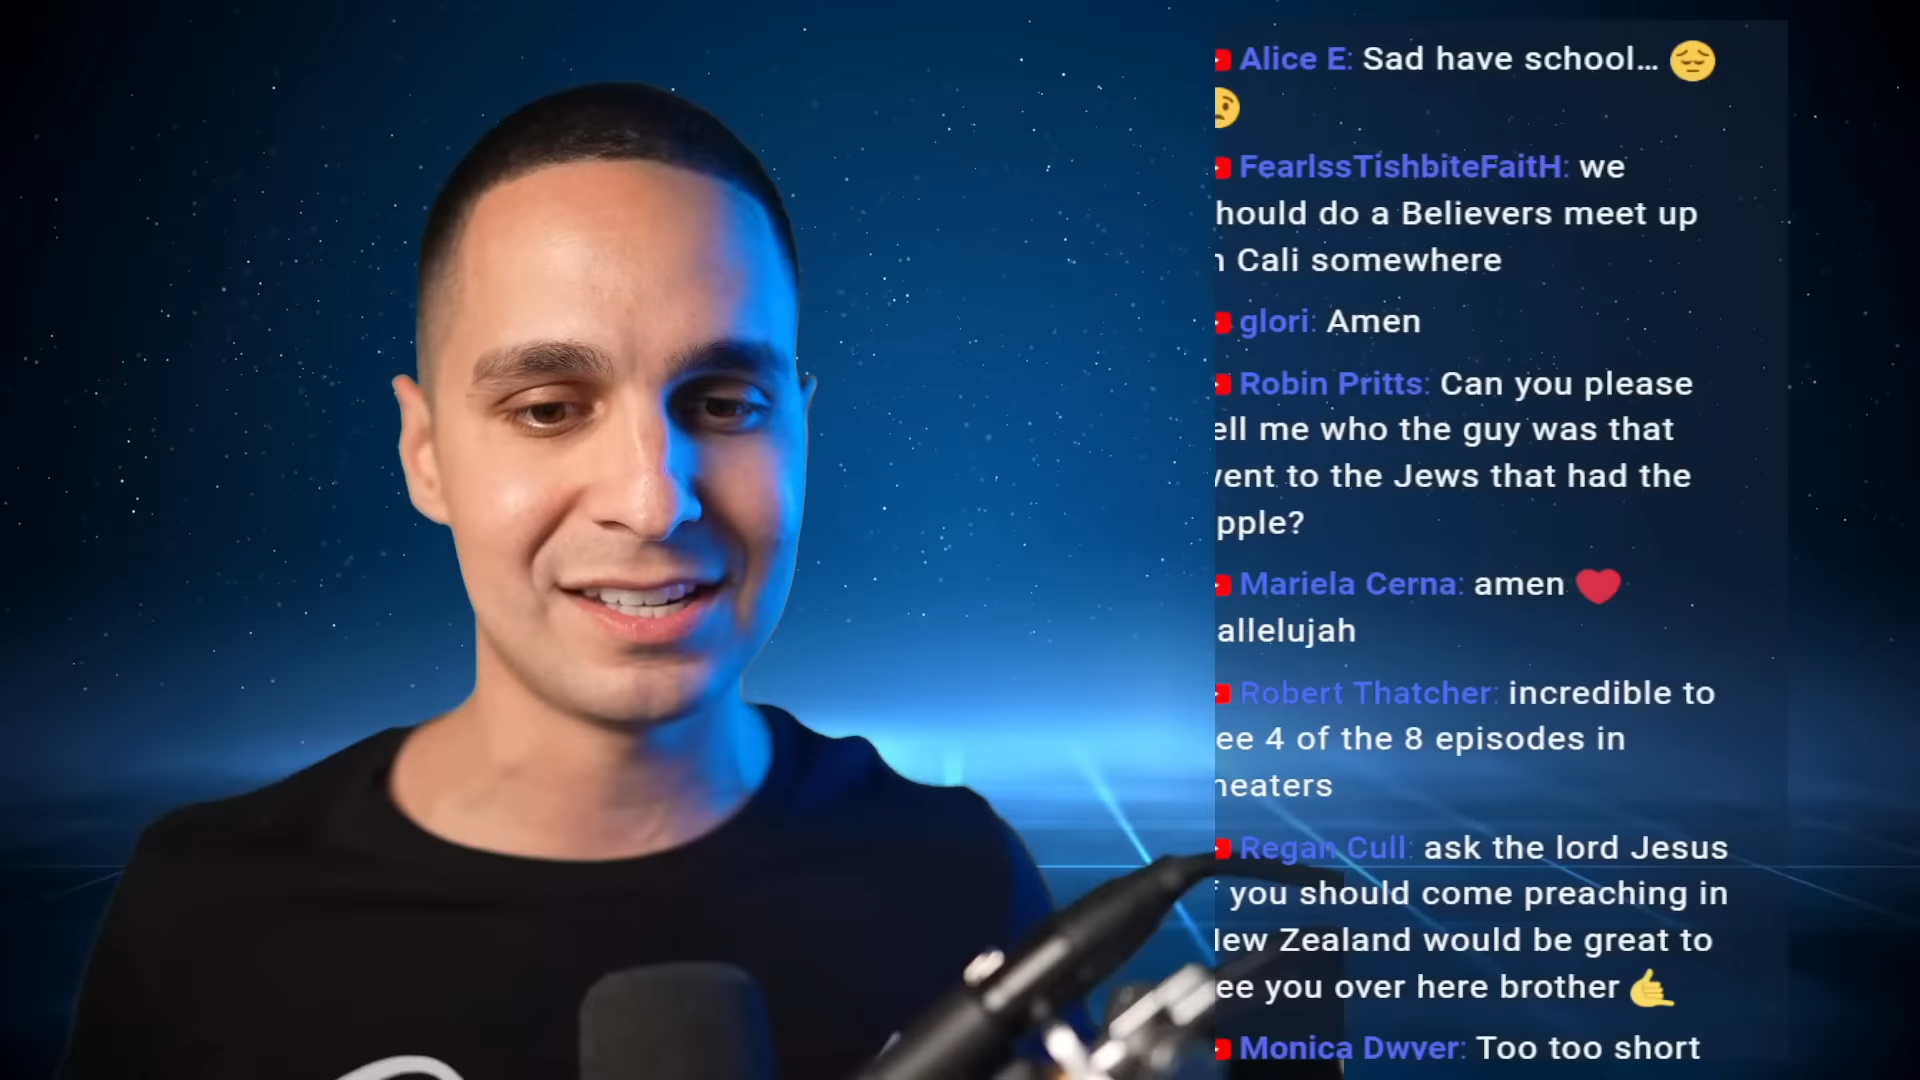 Alice E: Sad have school... 😔
😢
FearlssTishbiteFaitH: we
hould do a Believers meet up
n Cali somewhere
glori: Amen
Robin Pritts: Can you please
ell me who the guy was that
ent to the Jews that had the
pple?
Mariela Cerna: amen ❤️
allelujah
Robert Thatcher: incredible to
ee 4 of the 8 episodes in
heaters
Regan Cull: ask the lord Jesus
f you should come preaching in
ew Zealand would be great to
ee you over here brother 🤙
Monica Dwyer: Too too short